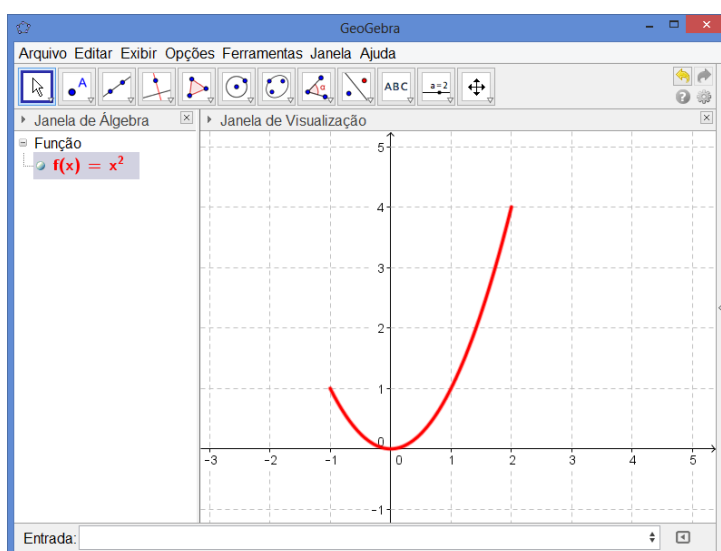 GeoGebra
Arquivo Editar Exibir Opções Ferramentas Janela Ajuda
A α ABC a=2
Janela de Álgebra
Janela de Visualização
Função
f(x) = x²
5
4
3
2
1
0
-3 -2 -1 0 1 2 3 4 5
-1
Entrada: